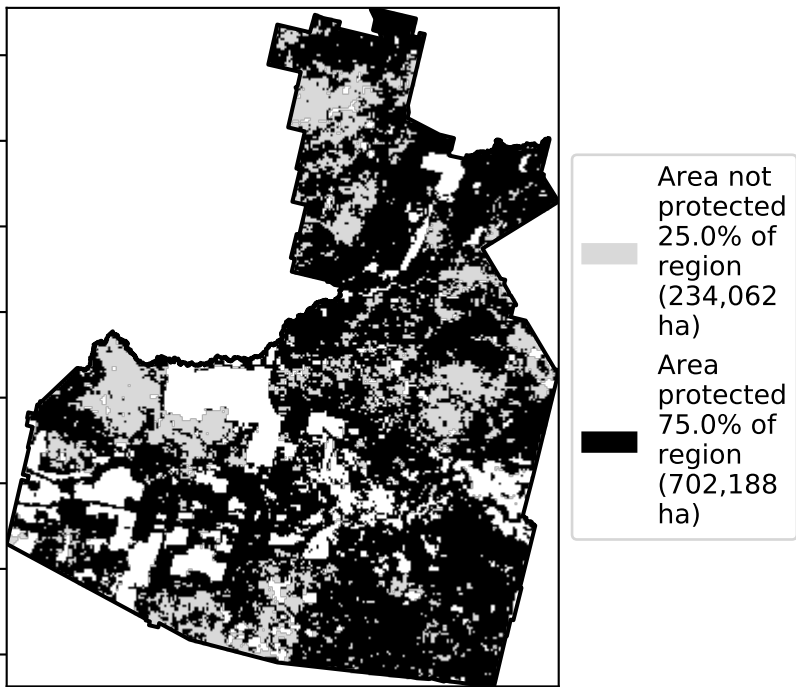 Area not
protected
25.0% of
region
(234,062
ha)
Area
protected
75.0% of
region
(702,188
ha)